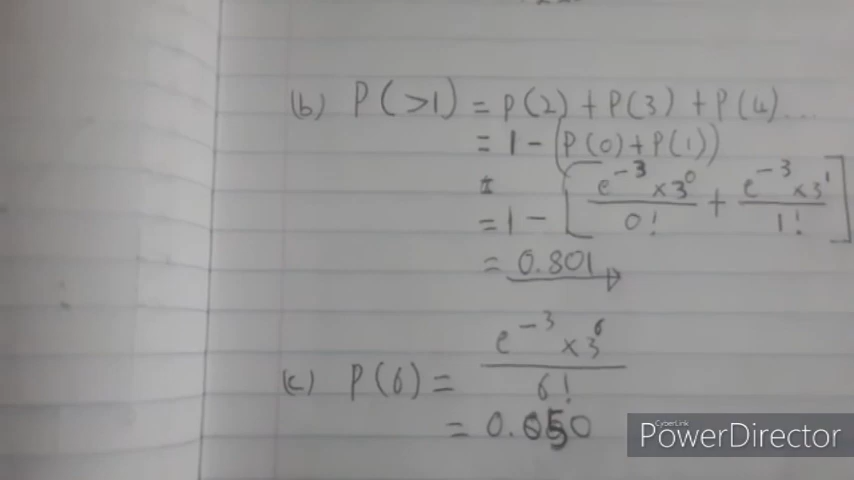 (b) P(>1) = P(2) + P(3) + P(4)...
= 1 - (P(0) + P(1))
= 1 - [ e^-3 x 3^0 / 0! + e^-3 x 3^1 / 1! ]
= 0.801
(c) P(6) = e^-3 x 3^6 / 6!
= 0.050
CyberLink
PowerDirector